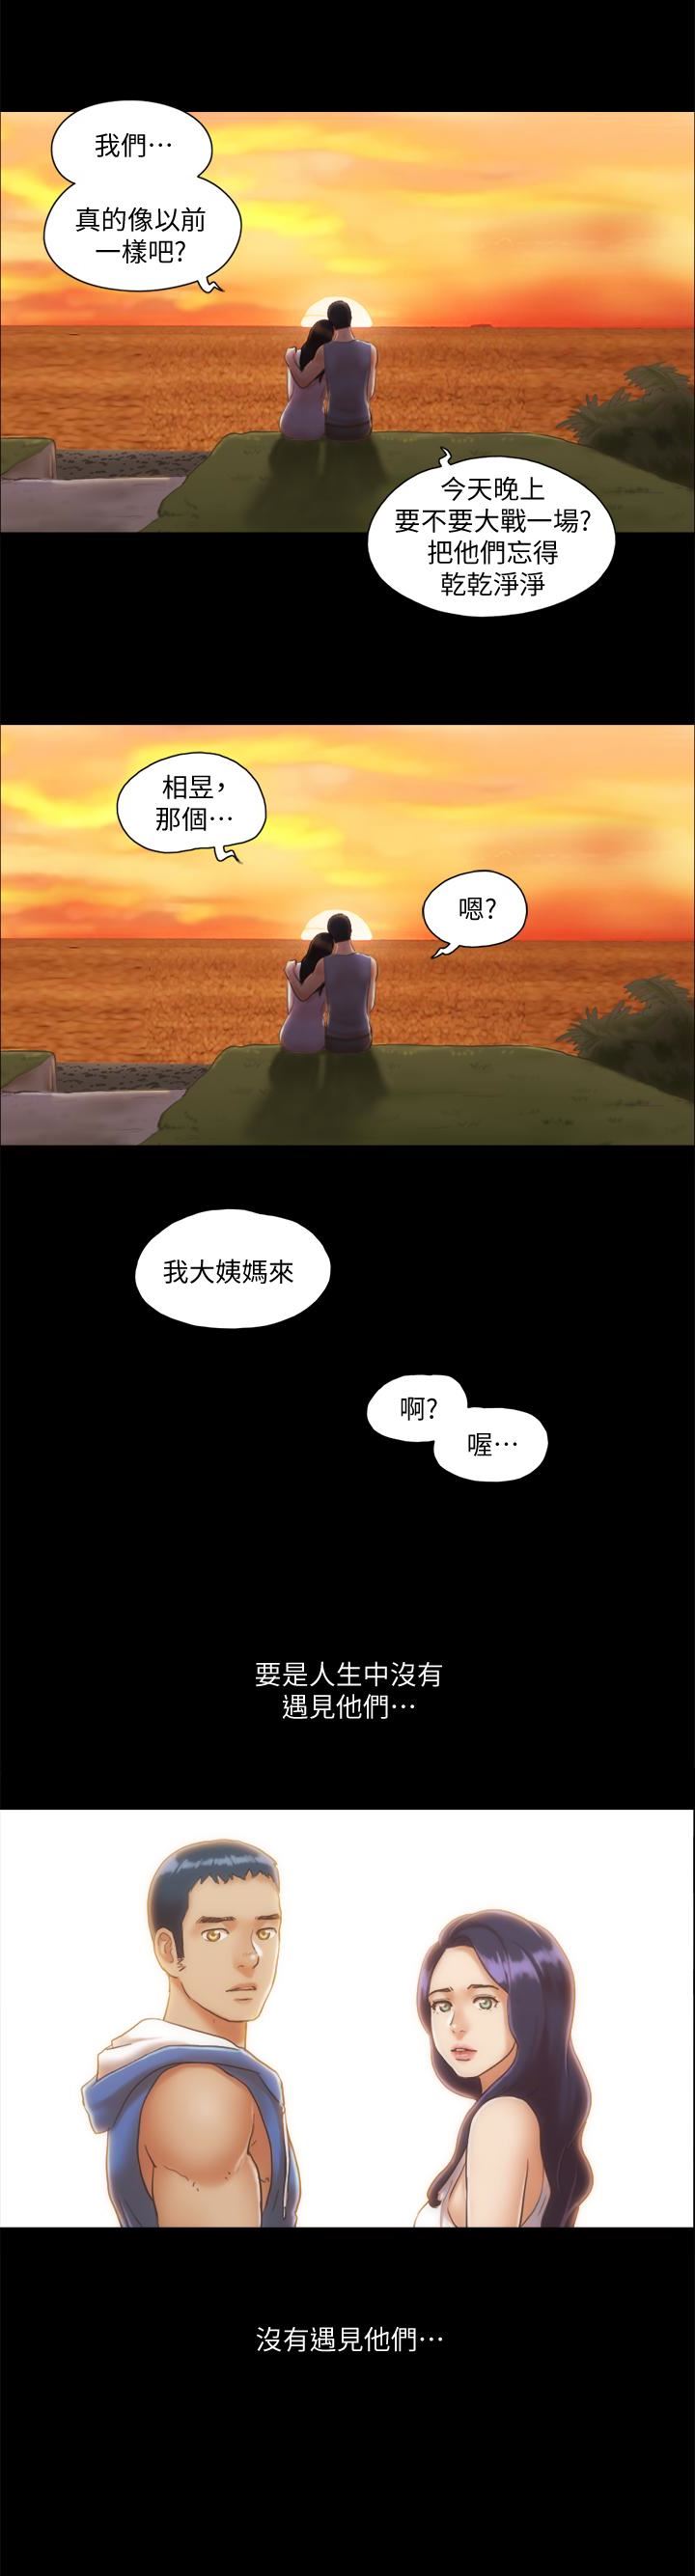 我們⋯
真的像以前
一樣吧?
今天晚上
要不要大戰一場?
把他們忘得
乾乾淨淨
相昱，
那個⋯
嗯?
我大姨媽來
啊?
喔⋯
要是人生中沒有
遇見他們⋯
沒有遇見他們⋯